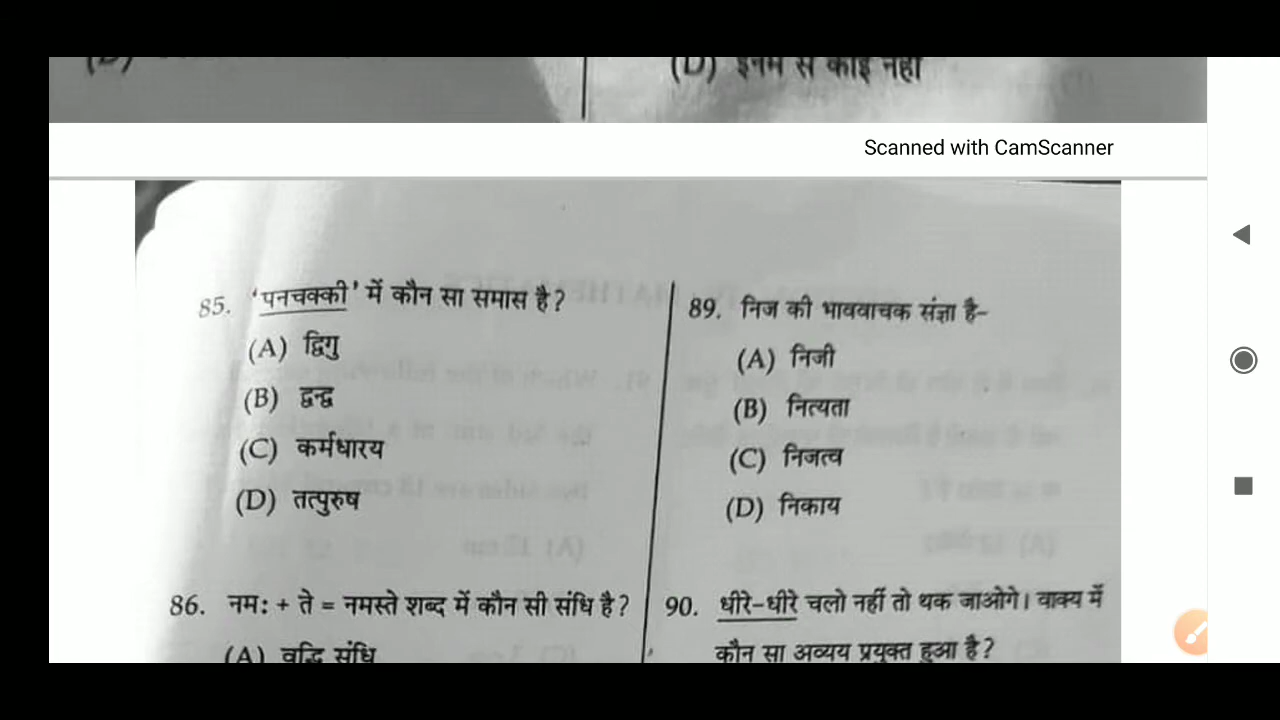 (D) इनमें से कोई नहीं
Scanned with CamScanner
85. 'पनचक्की' में कौन सा समास है?
(A) द्विगु
(B) द्वन्द्व
(C) कर्मधारय
(D) तत्पुरुष
86. नम: + ते = नमस्ते शब्द में कौन सी संधि है?
(A) वृद्धि संधि
89. निज की भाववाचक संज्ञा है-
(A) निजी
(B) नित्यता
(C) निजत्व
(D) निकाय
90. धीरे-धीरे चलो नहीं तो थक जाओगे। वाक्य में
कौन सा अव्यय प्रयुक्त हुआ है?